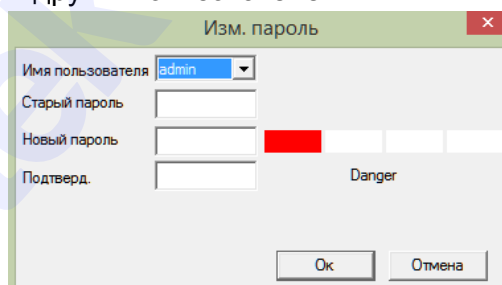 Изм. пароль
Имя пользователя admin
Старый пароль
Новый пароль
Подтверд. Danger
Ок Отмена